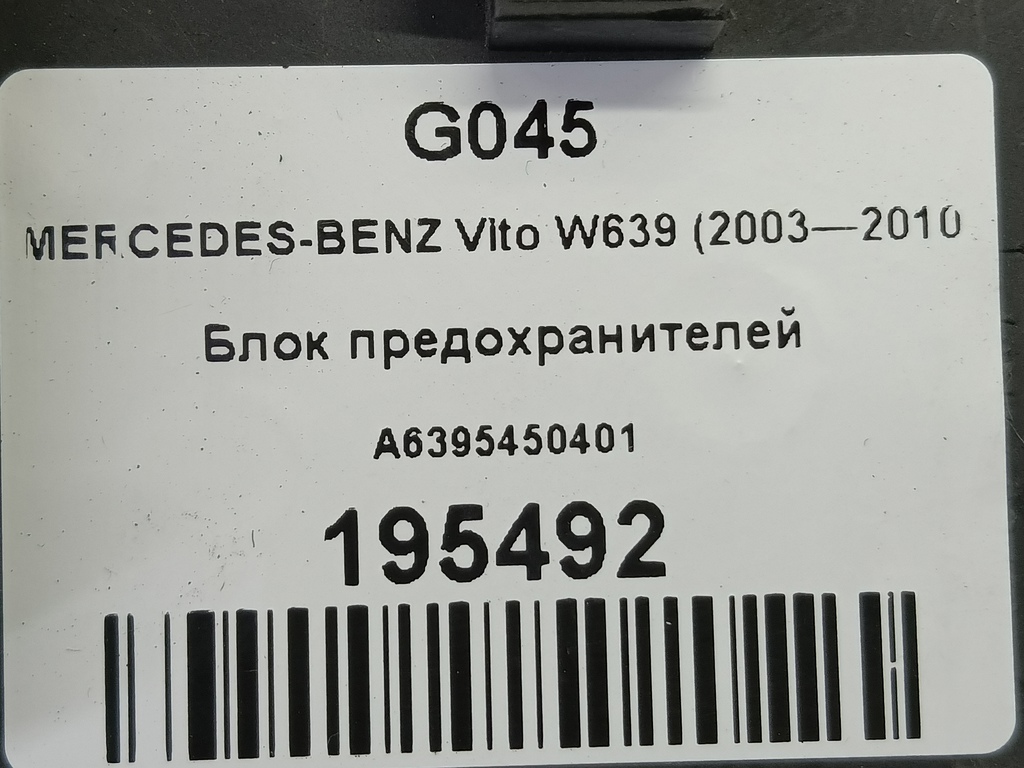 G045
MERCEDES-BENZ Vito W639 (2003—2010
Блок предохранителей
A6395450401
195492